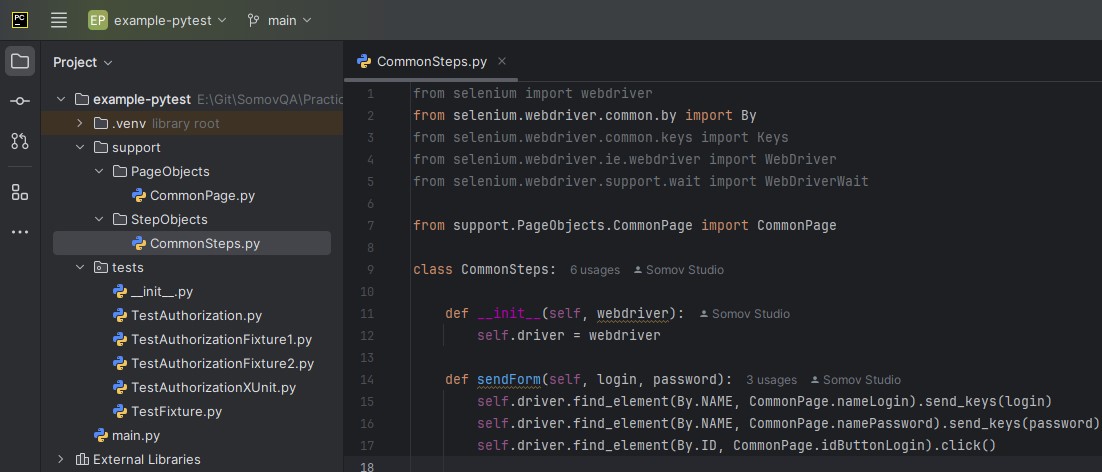 PC
EP example-pytest main
Project
CommonSteps.py
example-pytest E:\Git\SomovQA\Practic
.venv library root
support
PageObjects
CommonPage.py
StepObjects
CommonSteps.py
tests
__init__.py
TestAuthorization.py
TestAuthorizationFixture1.py
TestAuthorizationFixture2.py
TestAuthorizationXUnit.py
TestFixture.py
main.py
External Libraries
1 from selenium import webdriver
2 from selenium.webdriver.common.by import By
3 from selenium.webdriver.common.keys import Keys
4 from selenium.webdriver.ie.webdriver import WebDriver
5 from selenium.webdriver.support.wait import WebDriverWait
6
7 from support.PageObjects.CommonPage import CommonPage
8
9 class CommonSteps: 6 usages Somov Studio
10
11 def __init__(self, webdriver): Somov Studio
12 self.driver = webdriver
13
14 def sendForm(self, login, password): 3 usages Somov Studio
15 self.driver.find_element(By.NAME, CommonPage.nameLogin).send_keys(login)
16 self.driver.find_element(By.NAME, CommonPage.namePassword).send_keys(password)
17 self.driver.find_element(By.ID, CommonPage.idButtonLogin).click()
18